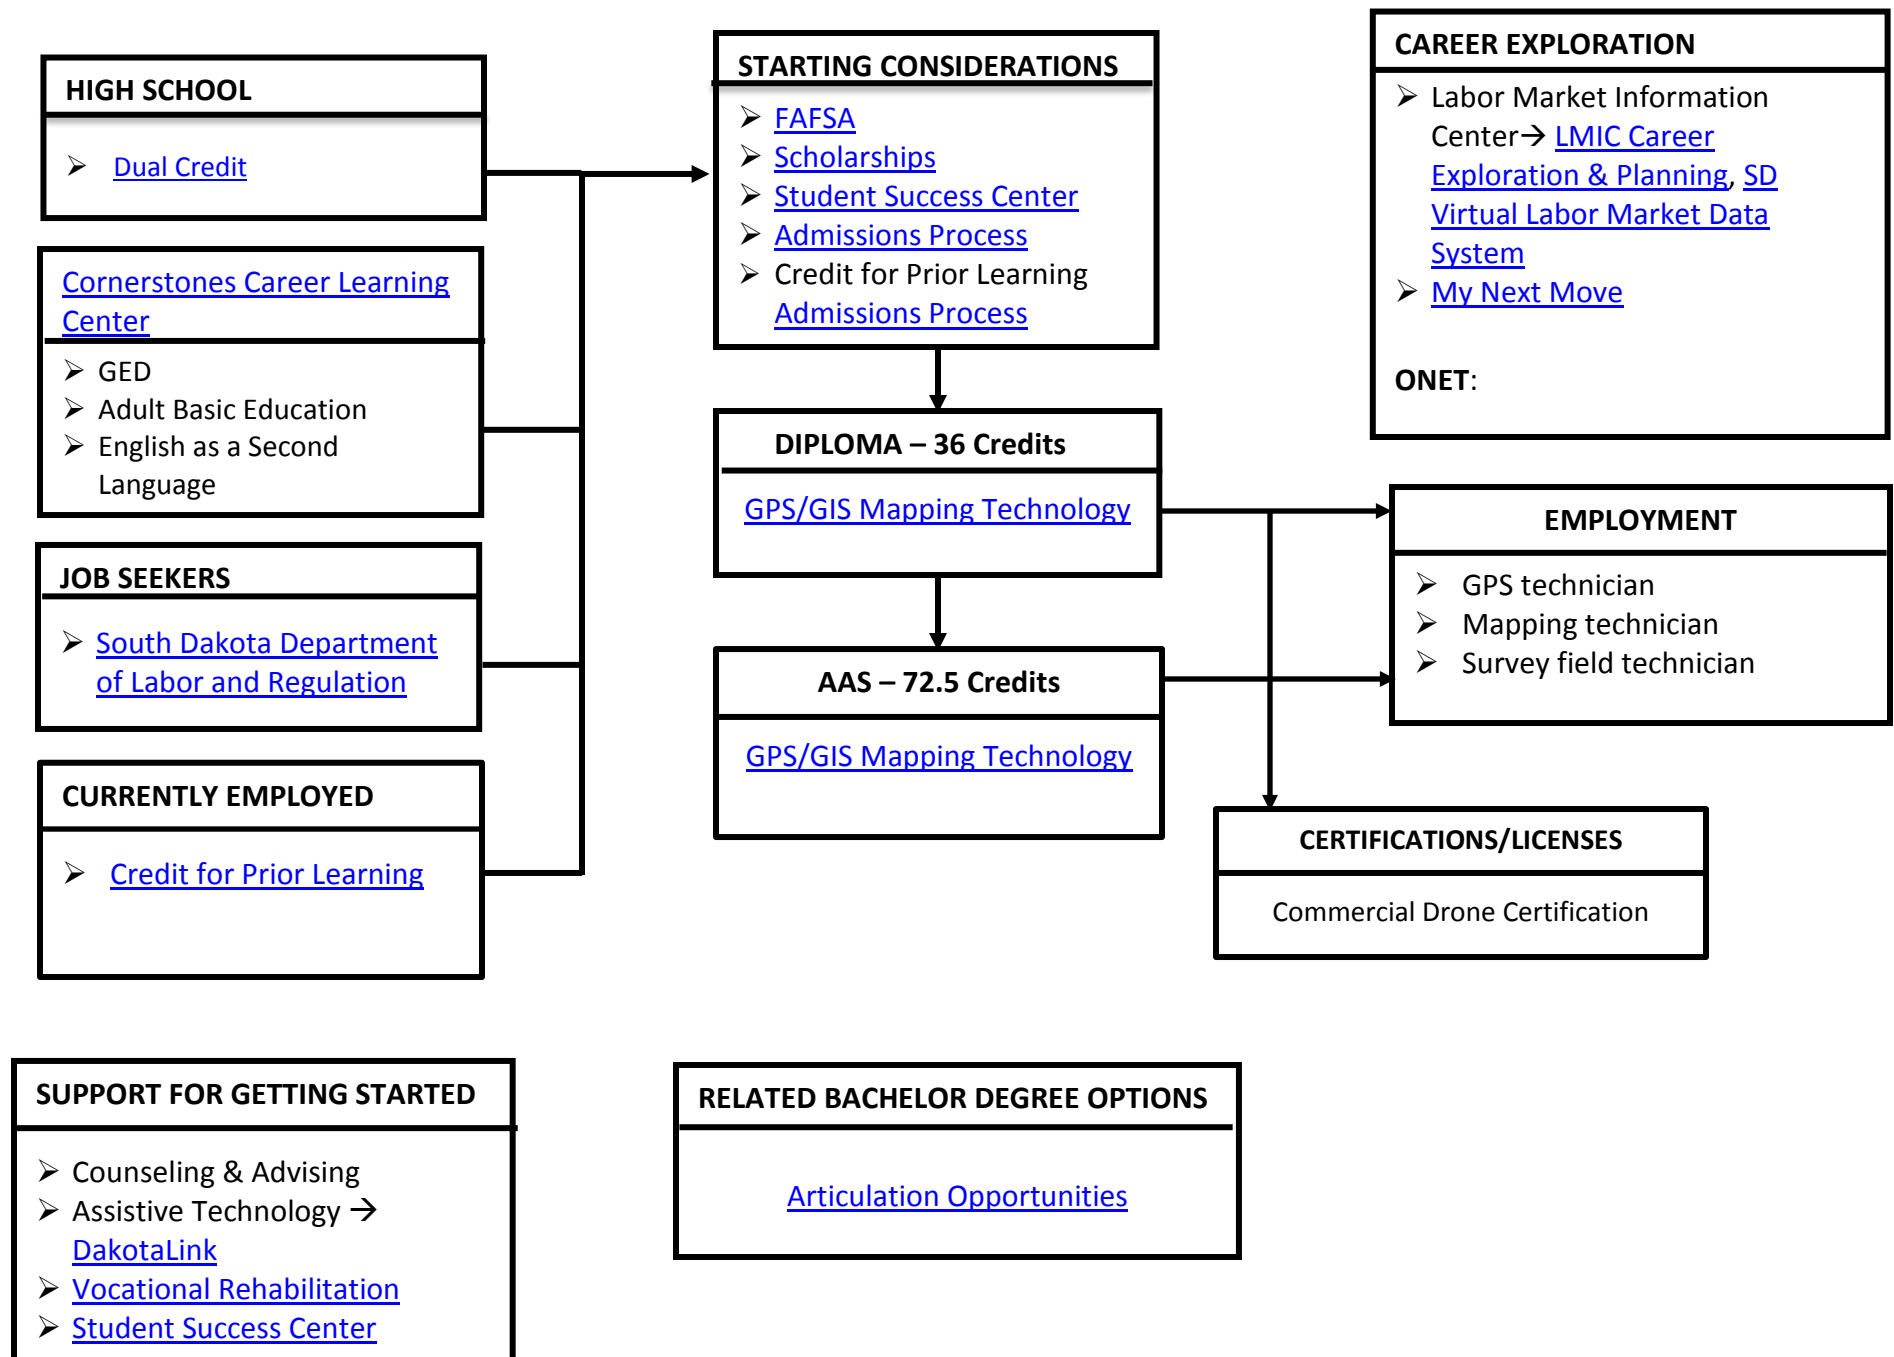 HIGH SCHOOL
➢ Dual Credit
Cornerstones Career Learning
Center
➢ GED
➢ Adult Basic Education
➢ English as a Second
Language
JOB SEEKERS
➢ South Dakota Department
of Labor and Regulation
CURRENTLY EMPLOYED
➢ Credit for Prior Learning
STARTING CONSIDERATIONS
➢ FAFSA
➢ Scholarships
➢ Student Success Center
➢ Admissions Process
➢ Credit for Prior Learning
Admissions Process
DIPLOMA – 36 Credits
GPS/GIS Mapping Technology
AAS – 72.5 Credits
GPS/GIS Mapping Technology
CAREER EXPLORATION
➢ Labor Market Information
Center→ LMIC Career
Exploration & Planning, SD
Virtual Labor Market Data
System
➢ My Next Move
ONET:
EMPLOYMENT
➢ GPS technician
➢ Mapping technician
➢ Survey field technician
CERTIFICATIONS/LICENSES
Commercial Drone Certification
SUPPORT FOR GETTING STARTED
➢ Counseling & Advising
➢ Assistive Technology →
DakotaLink
➢ Vocational Rehabilitation
➢ Student Success Center
RELATED BACHELOR DEGREE OPTIONS
Articulation Opportunities